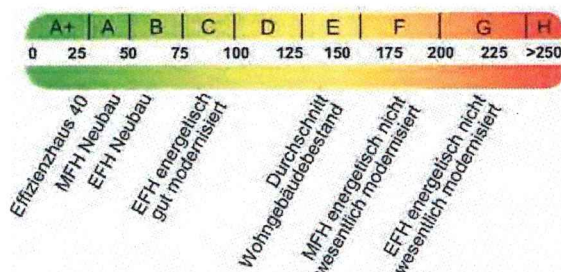 A+ A B C D E F G H
0 25 50 75 100 125 150 175 200 225 >250
Effizienzhaus 40
MFH Neubau
EFH Neubau
EFH energetisch
gut modernisiert
Durchschnitt
Wohngebäudebestand
MFH energetisch nicht
wesentlich modernisiert
EFH energetisch nicht
wesentlich modernisiert